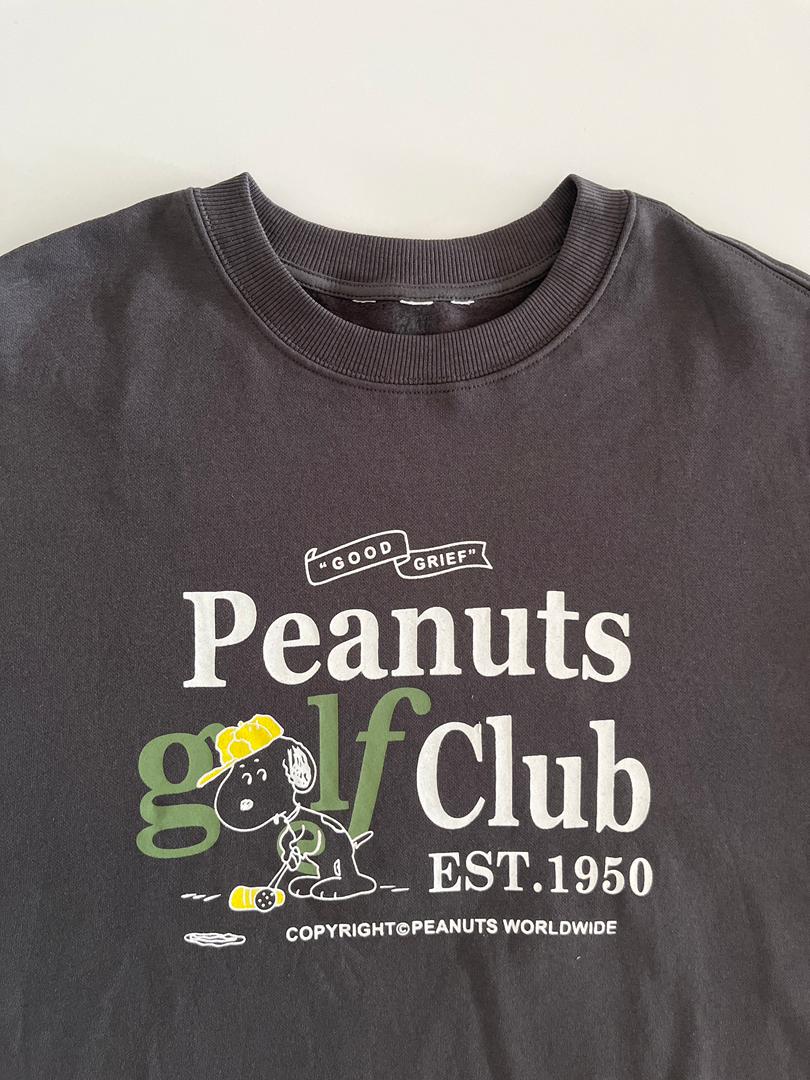 "GOOD GRIEF"
Peanuts
golf Club
EST.1950
COPYRIGHT©PEANUTS WORLDWIDE